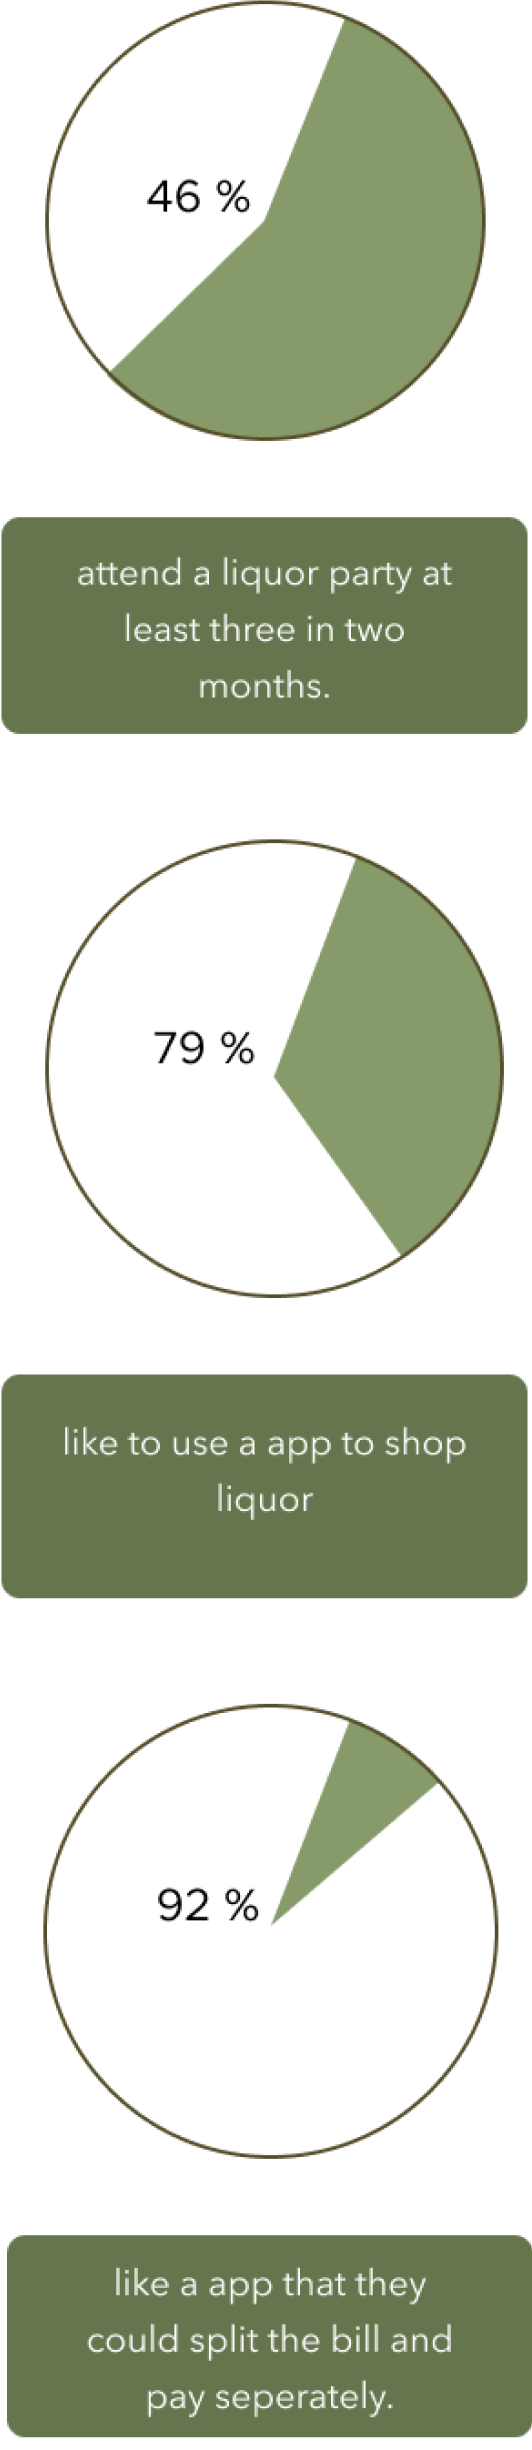 46 %
attend a liquor party at
least three in two
months.
79 %
like to use a app to shop
liquor
92 %
like a app that they
could split the bill and
pay seperately.